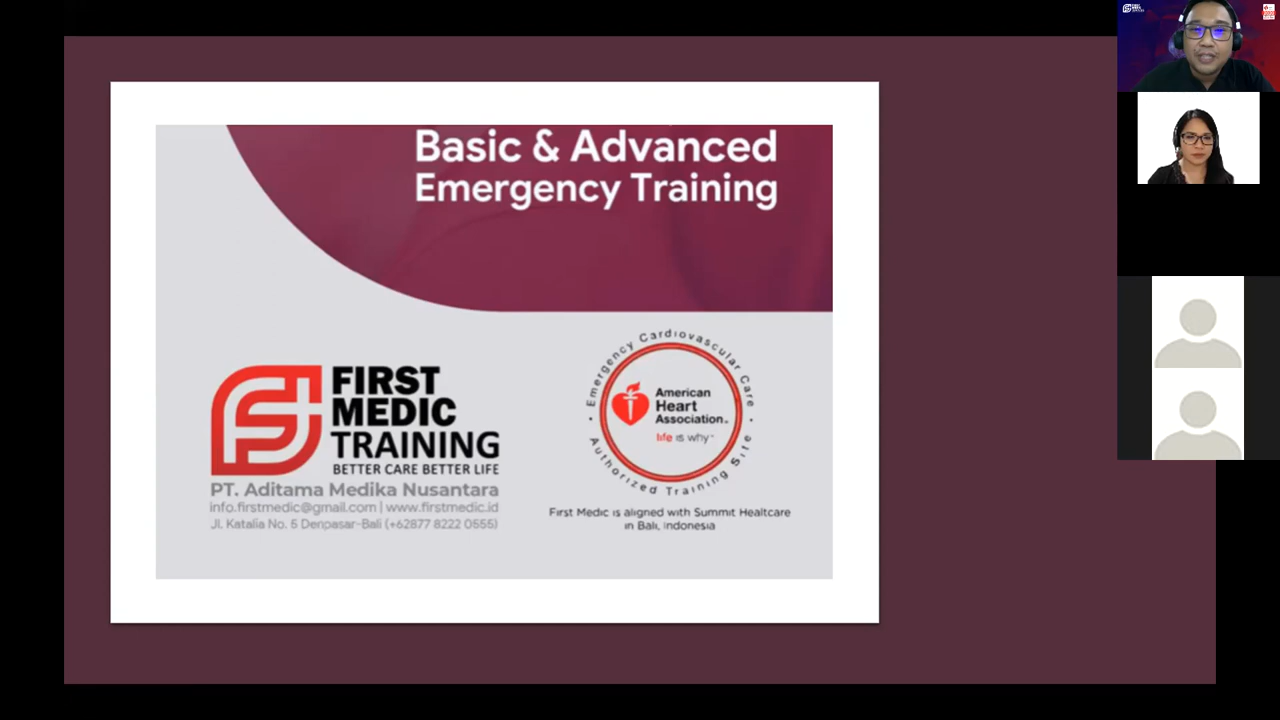 Basic & Advanced
Emergency Training
FIRST
MEDIC
TRAINING
BETTER CARE BETTER LIFE
PT. Aditama Medika Nusantara
info.firstmedic@gmail.com | www.firstmedic.id
Jl. Katalia No. 5 Denpasar-Bali (+62877 8222 0555)
Emergency Cardiovascular Care
American
Heart
Association
life is why™
Authorized Training Site
First Medic is aligned with Summit Healtcare
in Bali, Indonesia